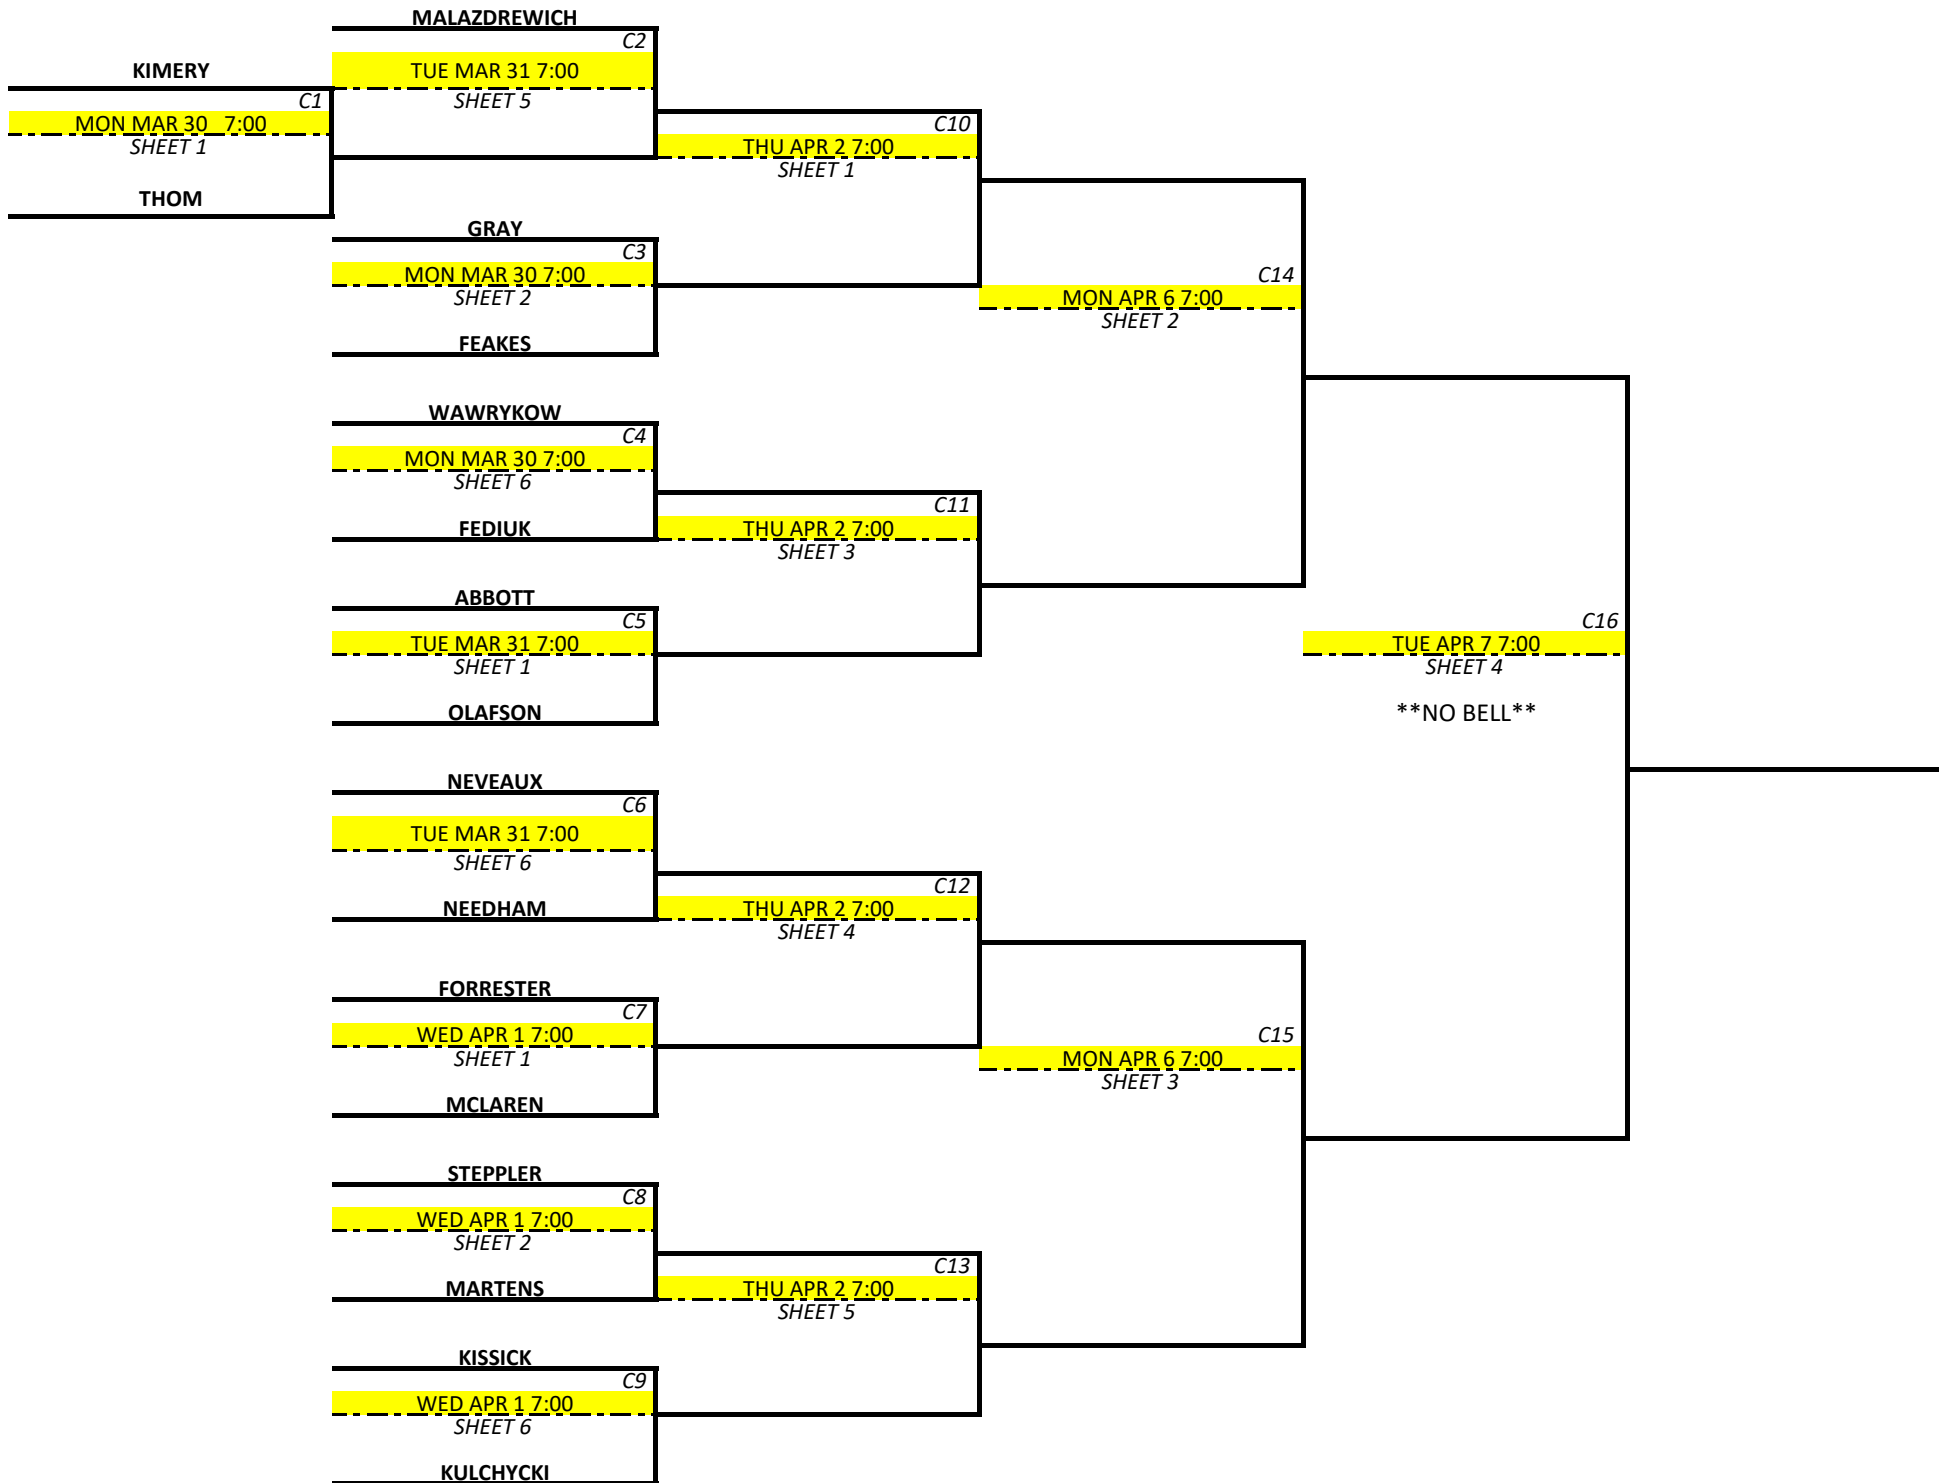 MALAZDREWICH
C2
KIMERY
TUE MAR 31 7:00
C1
SHEET 5
MON MAR 30 7:00
SHEET 1
C10
THU APR 2 7:00
SHEET 1
THOM
GRAY
C3
MON MAR 30 7:00
SHEET 2
C14
MON APR 6 7:00
SHEET 2
FEAKES
WAWRYKOW
C4
MON MAR 30 7:00
SHEET 6
C11
FEDIUK
THU APR 2 7:00
SHEET 3
ABBOTT
C5
C16
TUE MAR 31 7:00
TUE APR 7 7:00
SHEET 1
SHEET 4
OLAFSON
**NO BELL**
NEVEAUX
C6
TUE MAR 31 7:00
SHEET 6
C12
NEEDHAM
THU APR 2 7:00
SHEET 4
FORRESTER
C7
WED APR 1 7:00
C15
SHEET 1
MON APR 6 7:00
SHEET 3
MCLAREN
STEPPLER
C8
WED APR 1 7:00
SHEET 2
C13
MARTENS
THU APR 2 7:00
SHEET 5
KISSICK
C9
WED APR 1 7:00
SHEET 6
KULCHYCKI